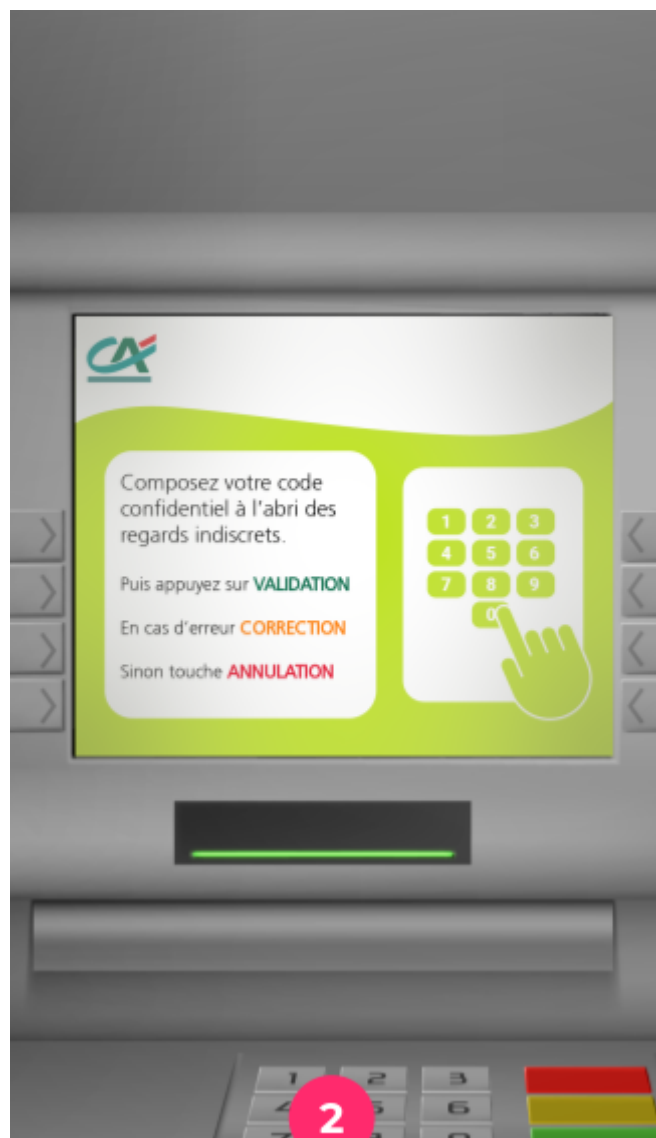 CA
Composez votre code
confidentiel à l'abri des
regards indiscrets.
Puis appuyez sur VALIDATION
En cas d'erreur CORRECTION
Sinon touche ANNULATION
1 2 3
4 5 6
7 8 9
0
1 2 3
4 5 6
2